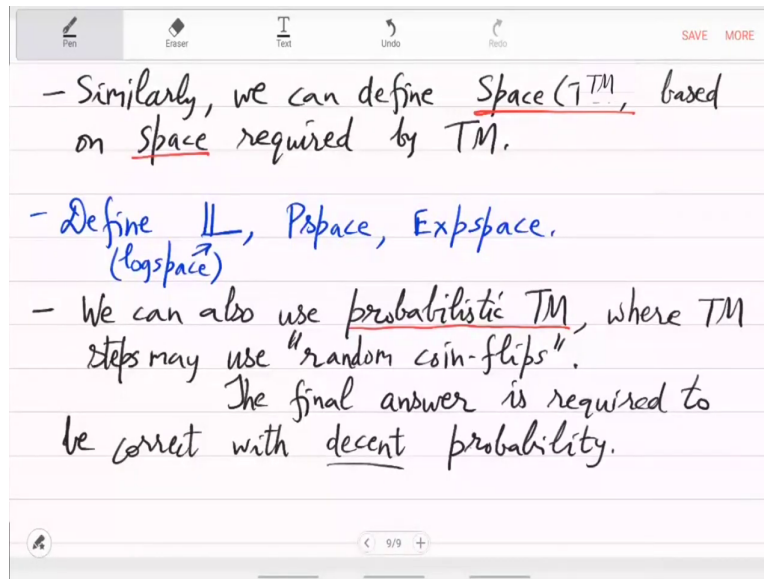 Pen Eraser Text Undo Redo SAVE MORE
- Similarly, we can define Space(T^TM, based
on space required by TM.
- Define 𝕃, Pspace, Expspace.
(logspace)
- We can also use probabilistic TM, where TM
steps may use "random coin-flips".
The final answer is required to
be correct with decent probability.
9/9